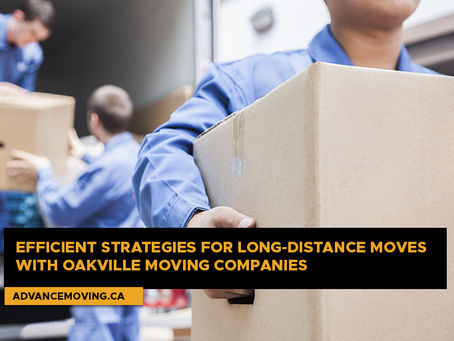 EFFICIENT STRATEGIES FOR LONG-DISTANCE MOVES
WITH OAKVILLE MOVING COMPANIES
ADVANCEMOVING.CA